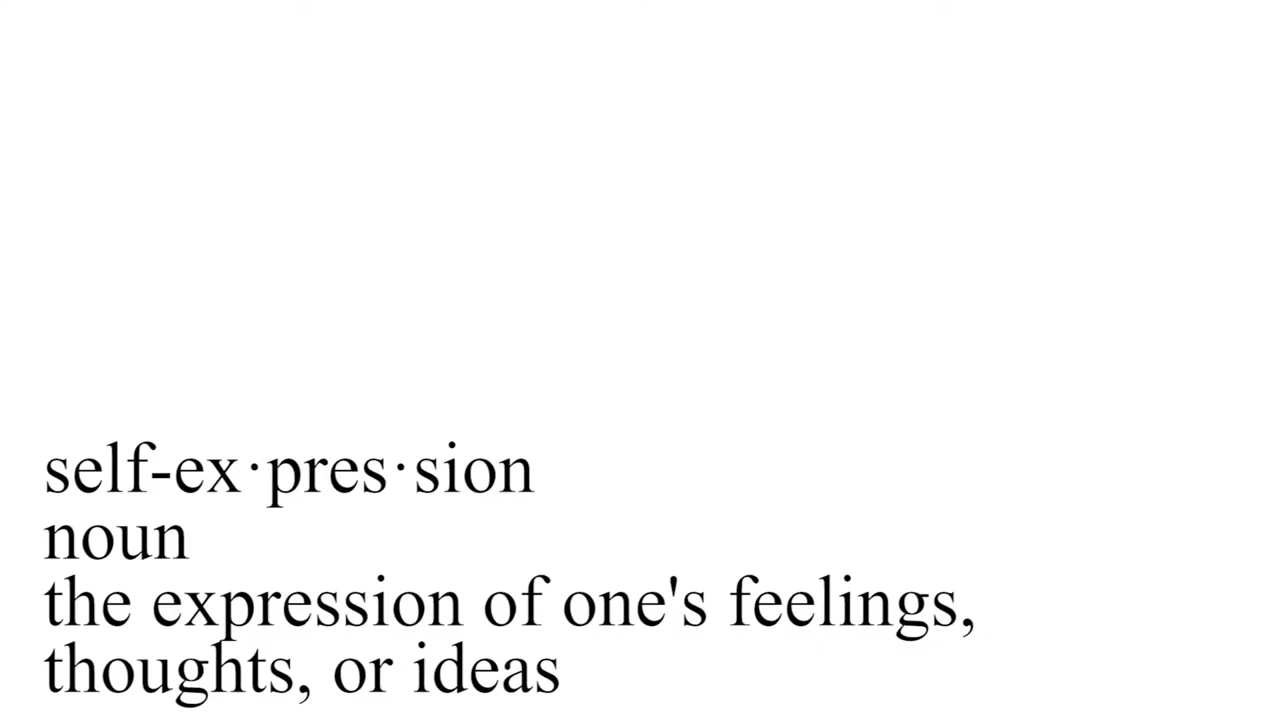 self-ex·pres·sion
noun
the expression of one's feelings,
thoughts, or ideas